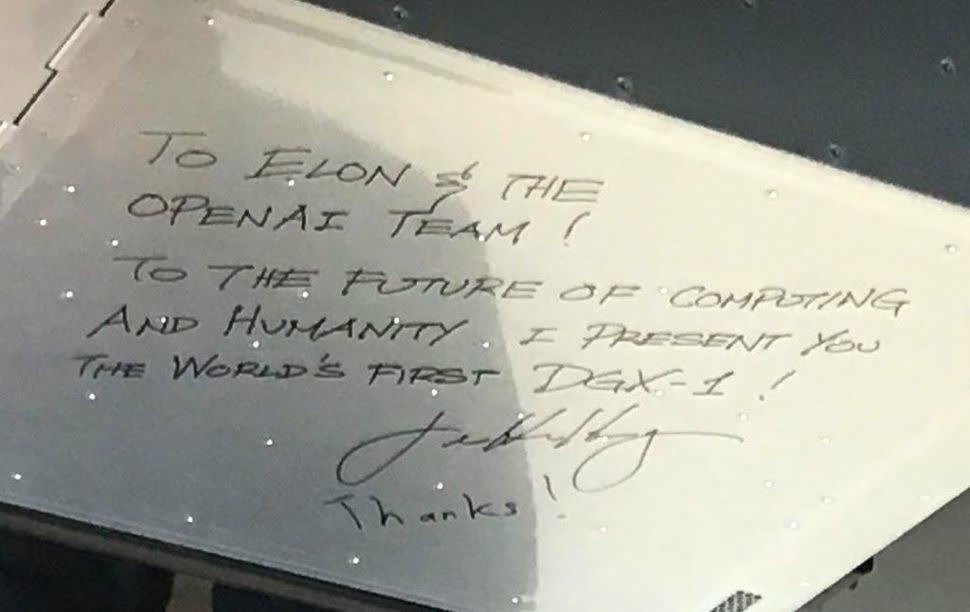 TO ELON & THE
OPENAI TEAM!
TO THE FUTURE OF COMPUTING
AND HUMANITY. I PRESENT YOU
THE WORLD'S FIRST DGX-1!
Thanks!